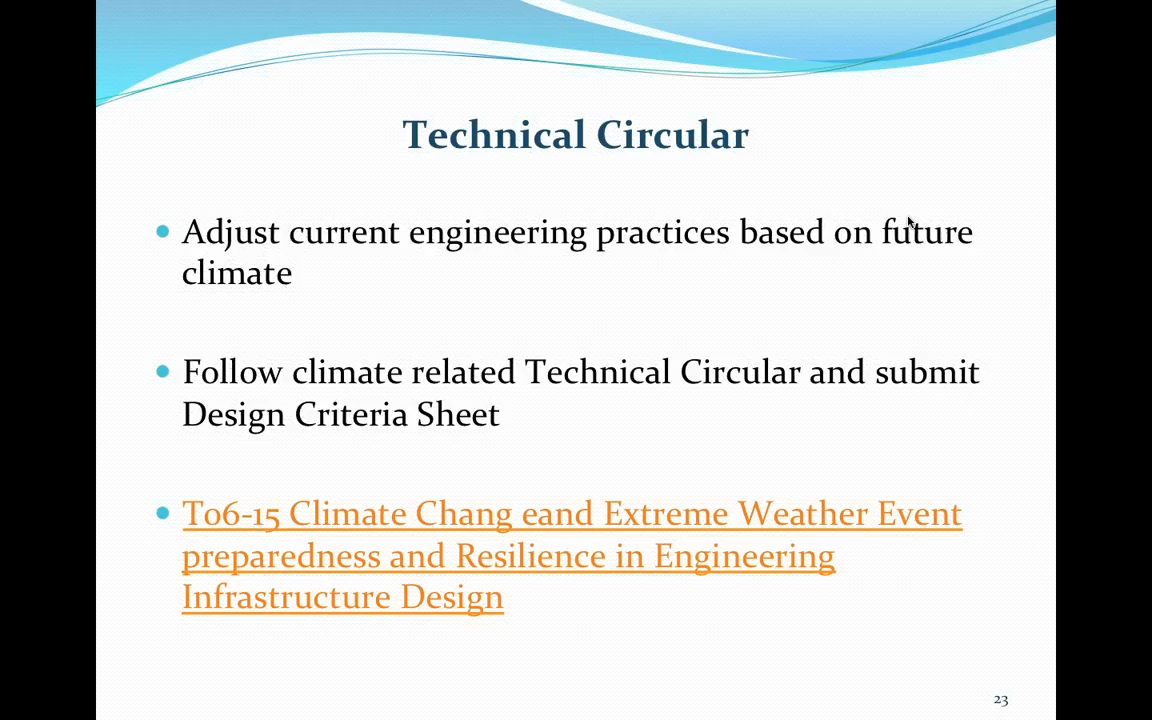 Technical Circular
• Adjust current engineering practices based on future
climate
• Follow climate related Technical Circular and submit
Design Criteria Sheet
• T06-15 Climate Chang eand Extreme Weather Event
preparedness and Resilience in Engineering
Infrastructure Design
23